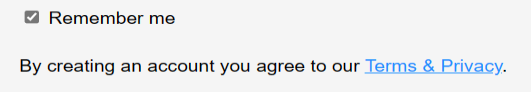 Remember me
By creating an account you agree to our Terms & Privacy.